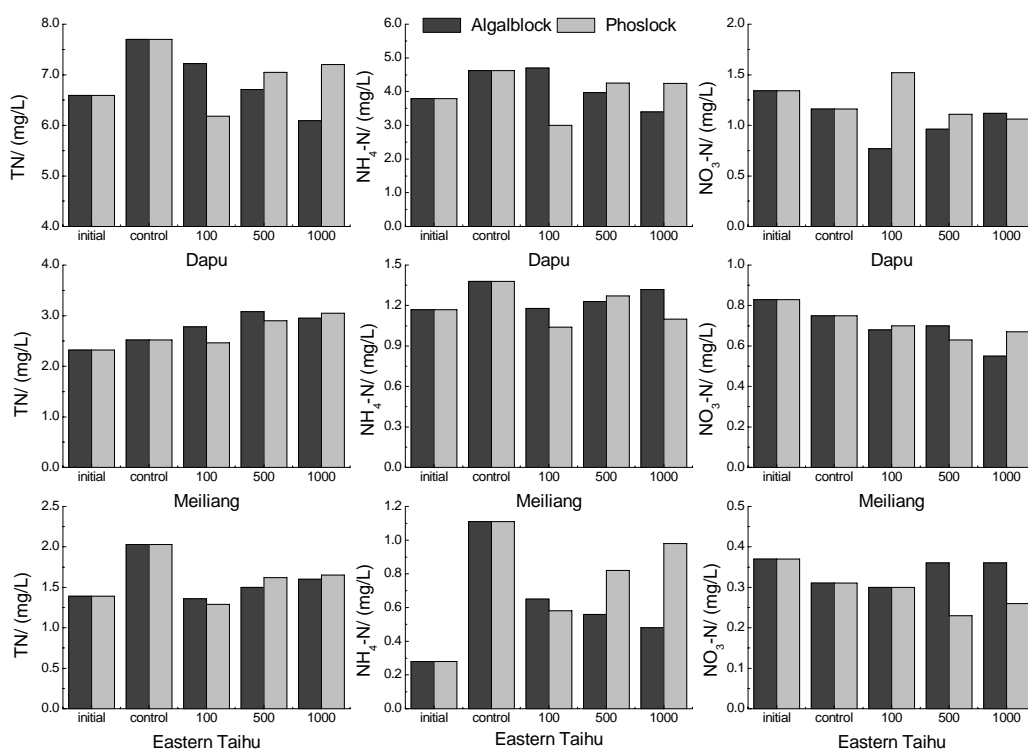 Algalblock
Phoslock
TN/ (mg/L)
8.0
7.0
6.0
5.0
4.0
initial control 100 500 1000
Dapu
NH4-N/ (mg/L)
6.0
5.0
4.0
3.0
2.0
1.0
0.0
initial control 100 500 1000
Dapu
NO3-N/ (mg/L)
2.0
1.5
1.0
0.5
0.0
initial control 100 500 1000
Dapu
TN/ (mg/L)
4.0
3.0
2.0
1.0
0.0
initial control 100 500 1000
Meiliang
NH4-N/ (mg/L)
1.5
1.2
0.9
0.6
0.3
0.0
initial control 100 500 1000
Meiliang
NO3-N/ (mg/L)
1.0
0.8
0.6
0.4
0.2
0.0
initial control 100 500 1000
Meiliang
TN/ (mg/L)
2.5
2.0
1.5
1.0
0.5
0.0
initial control 100 500 1000
Eastern Taihu
NH4-N/ (mg/L)
1.2
1.0
0.8
0.6
0.4
0.2
0.0
initial control 100 500 1000
Eastern Taihu
NO3-N/ (mg/L)
0.5
0.4
0.3
0.2
0.1
0.0
initial control 100 500 1000
Eastern Taihu